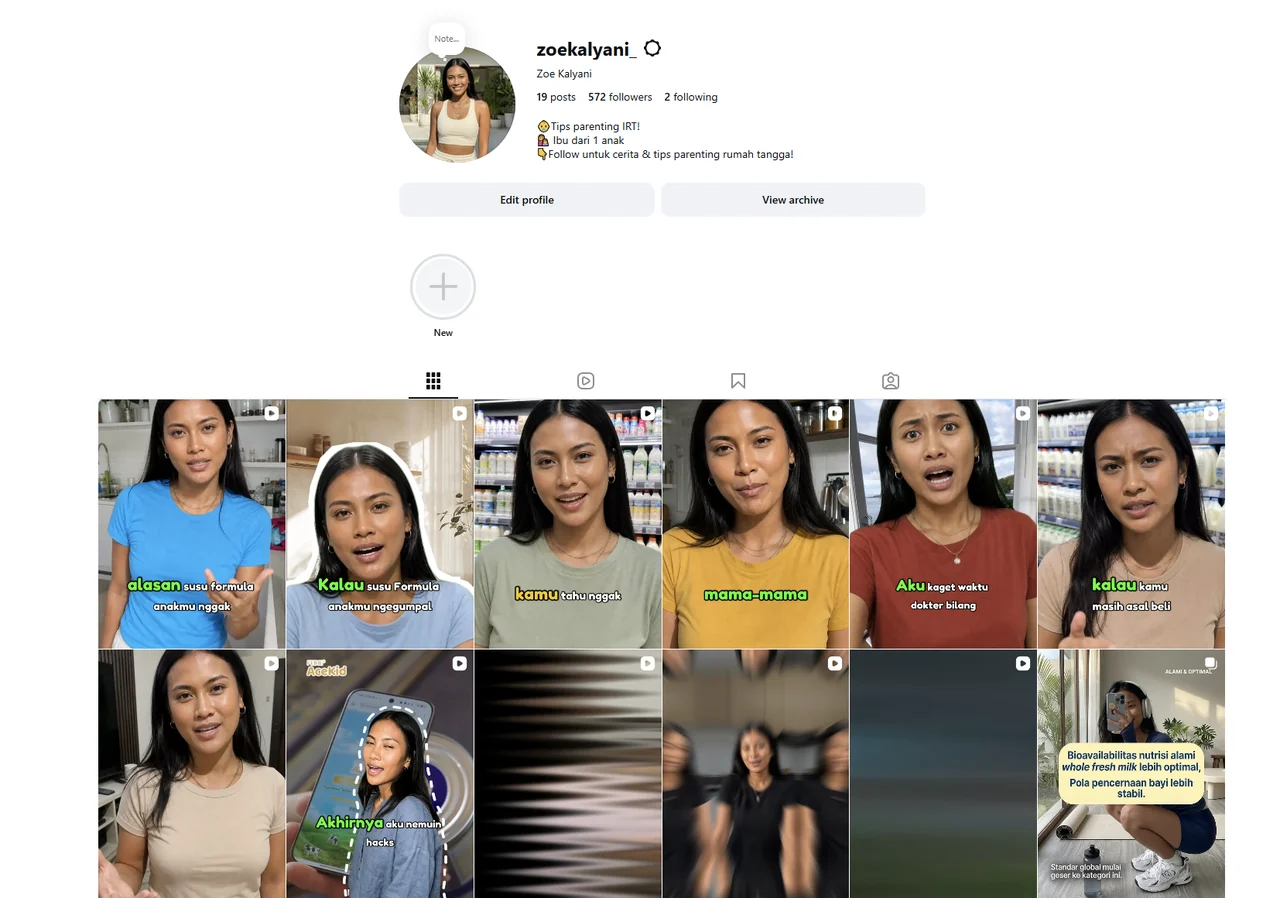 Note...
zoekalyani_
Zoe Kalyani
19 posts 572 followers 2 following
Tips parenting IRT!
Ibu dari 1 anak
Follow untuk cerita & tips parenting rumah tangga!
Edit profile
View archive
New
alasan susu formula
anakmu nggak
Kalau susu Formula
anakmu ngegumpal
kamu tahu nggak
mama-mama
Aku kaget waktu
dokter bilang
kalau kamu
masih asal beli
AceKid
Akhirnya aku nemuin
hacks
ALAMI & OPTIMAL
Bioavailabilitas nutrisi alami
whole fresh milk lebih optimal,
Pola pencernaan bayi lebih
stabil.
Standar global mulai
geser ke kategori ini.